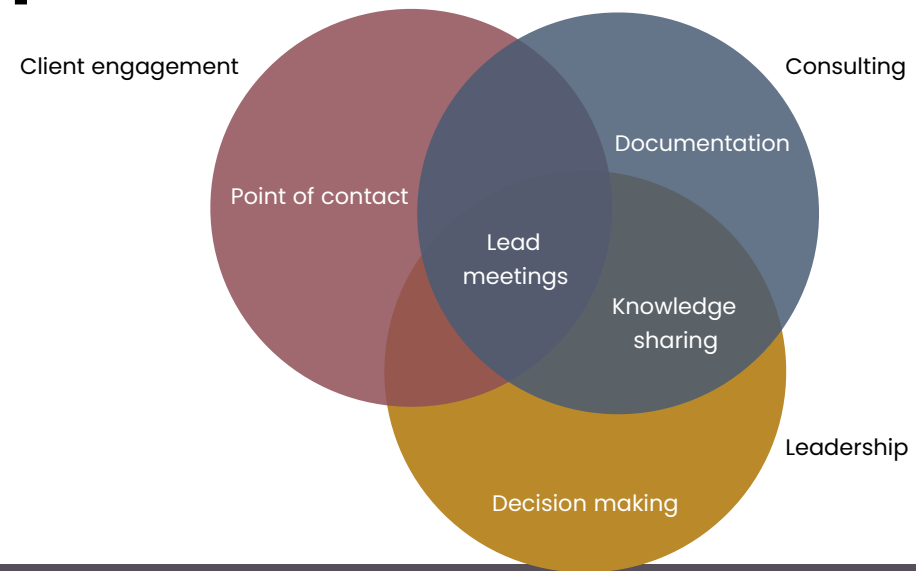 Client engagement
Consulting
Documentation
Point of contact
Lead
meetings
Knowledge
sharing
Leadership
Decision making